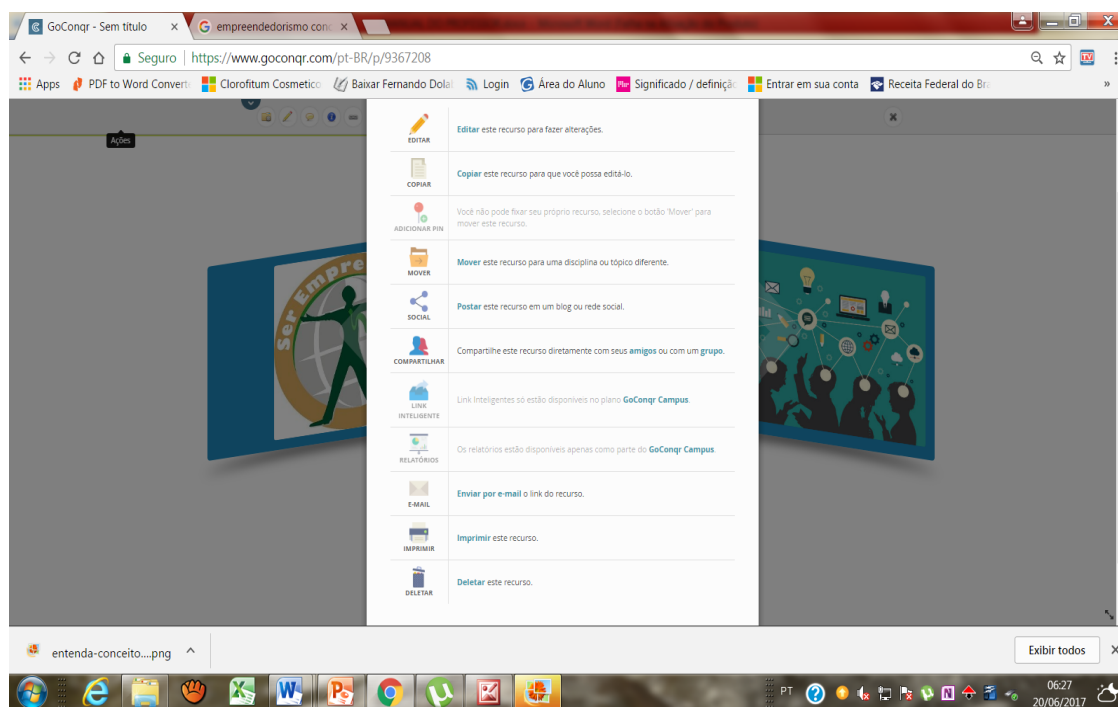 GoConqr - Sem título
empreendedorismo conc
Seguro
https://www.goconqr.com/pt-BR/p/9367208
Apps
PDF to Word Convert
Clorofitum Cosmetico
Baixar Fernando Dola
Login
Área do Aluno
Significado / definiçã
Entrar em sua conta
Receita Federal do Br
Ações
EDITAR
Editar este recurso para fazer alterações.
COPIAR
Copiar este recurso para que você possa editá-lo.
ADICIONAR PIN
Você não pode fixar seu próprio recurso, selecione o botão 'Mover' para
mover este recurso.
MOVER
Mover este recurso para uma disciplina ou tópico diferente.
SOCIAL
Postar este recurso em um blog ou rede social.
COMPARTILHAR
Compartilhe este recurso diretamente com seus amigos ou com um grupo.
LINK
INTELIGENTE
Link Inteligentes só estão disponíveis no plano GoConqr Campus.
RELATÓRIOS
Os relatórios estão disponíveis apenas como parte do GoConqr Campus.
E-MAIL
Enviar por e-mail o link do recurso.
IMPRIMIR
Imprimir este recurso.
DELETAR
Deletar este recurso.
Ser Empre
entenda-conceito....png
Exibir todos
PT
06:27
20/06/2017